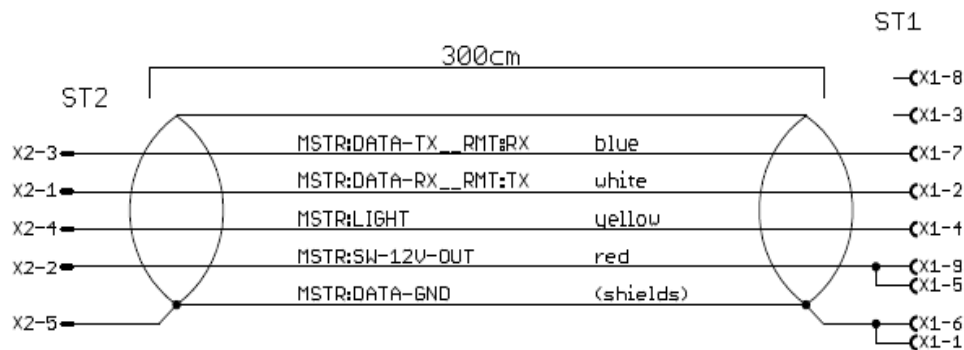 ST1
300cm
X1-8
ST2
X1-3
X2-3 MSTR:DATA-TX__RMT:RX blue X1-7
X2-1 MSTR:DATA-RX__RMT:TX white X1-2
X2-4 MSTR:LIGHT yellow X1-4
X2-2 MSTR:SW-12V-OUT red X1-9
X1-5
MSTR:DATA-GND (shields)
X2-5 X1-6
X1-1